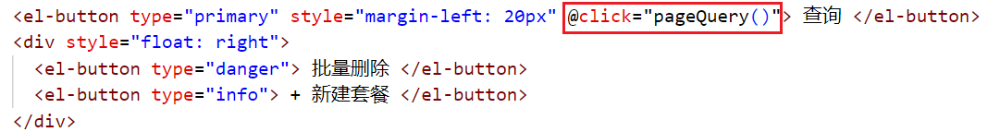 <el-button type="primary" style="margin-left: 20px" @click="pageQuery()"> 查询 </el-button>
<div style="float: right">
<el-button type="danger"> 批量删除 </el-button>
<el-button type="info"> + 新建套餐 </el-button>
</div>